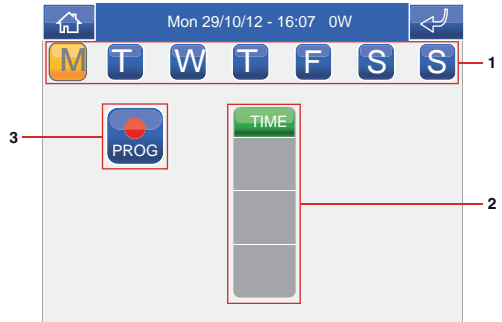 Mon 29/10/12 - 16:07 0W
M T W T F S S
1
TIME
3
PROG
2